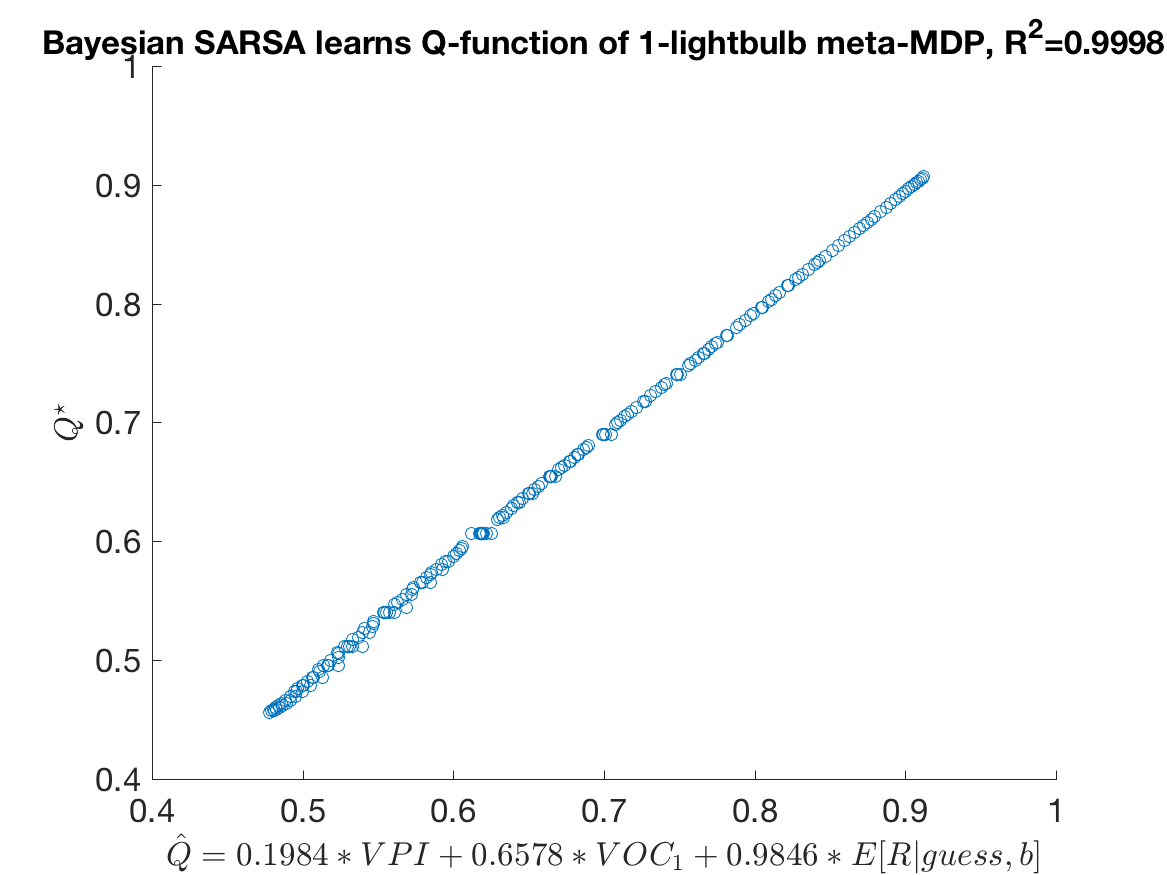 Bayesian SARSA learns Q-function of 1-lightbulb meta-MDP, R²=0.9998
1
0.9
0.8
0.7
0.6
0.5
0.4
Q⋆
0.4 0.5 0.6 0.7 0.8 0.9 1
Q̂ = 0.1984 ∗ VPI + 0.6578 ∗ VOC₁ + 0.9846 ∗ E[R|guess, b]